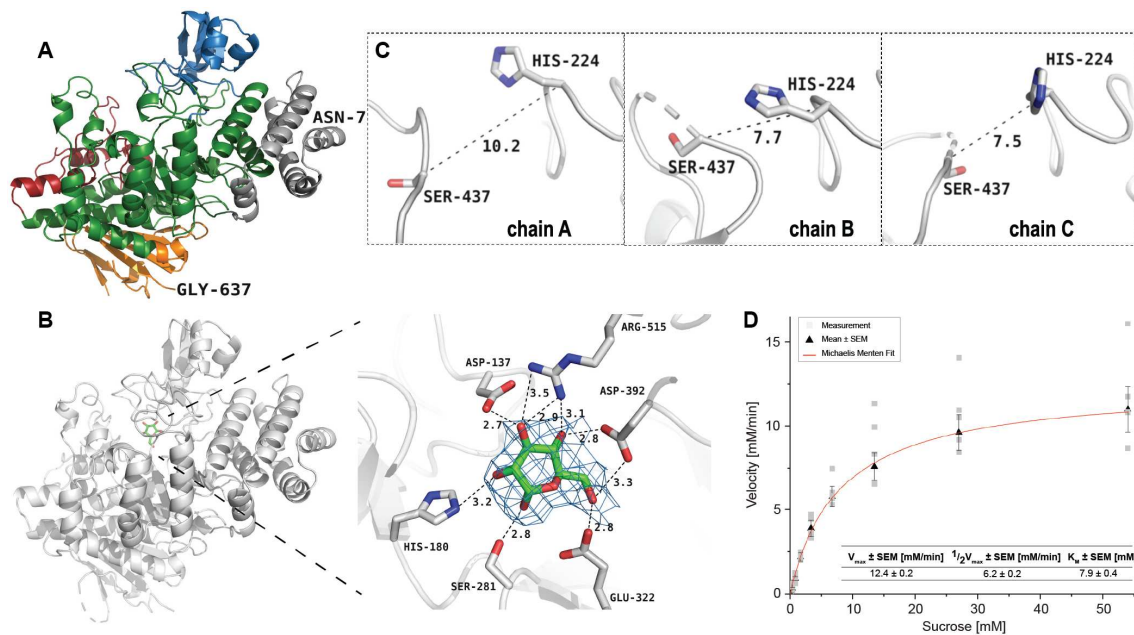 A
ASN-7
GLY-637
C
HIS-224
10.2
SER-437
chain A
HIS-224
7.7
SER-437
chain B
HIS-224
7.5
SER-437
chain C
B
ARG-515
ASP-137
ASP-392
3.5
2.9
3.1
2.7
2.8
3.3
3.2
2.8
2.8
HIS-180
SER-281
GLU-322
D
Measurement
Mean ± SEM
Michaelis Menten Fit
Velocity [mM/min]
15
10
5
0
Vmax ± SEM [mM/min] 1/2Vmax ± SEM [mM/min] KM ± SEM [mM
12.4 ± 0.2 6.2 ± 0.2 7.9 ± 0.4
0 10 20 30 40 50
Sucrose [mM]